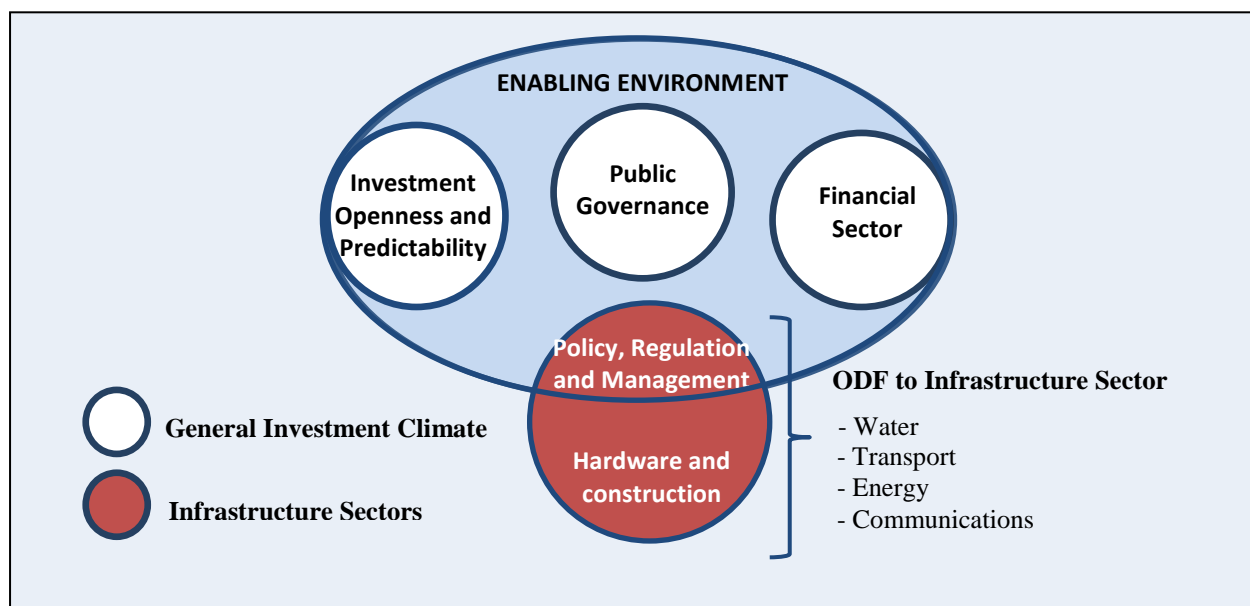 ENABLING ENVIRONMENT
Investment
Openness and
Predictability
Public
Governance
Financial
Sector
Policy, Regulation
and Management
Hardware and
construction
ODF to Infrastructure Sector
- Water
- Transport
- Energy
- Communications
General Investment Climate
Infrastructure Sectors